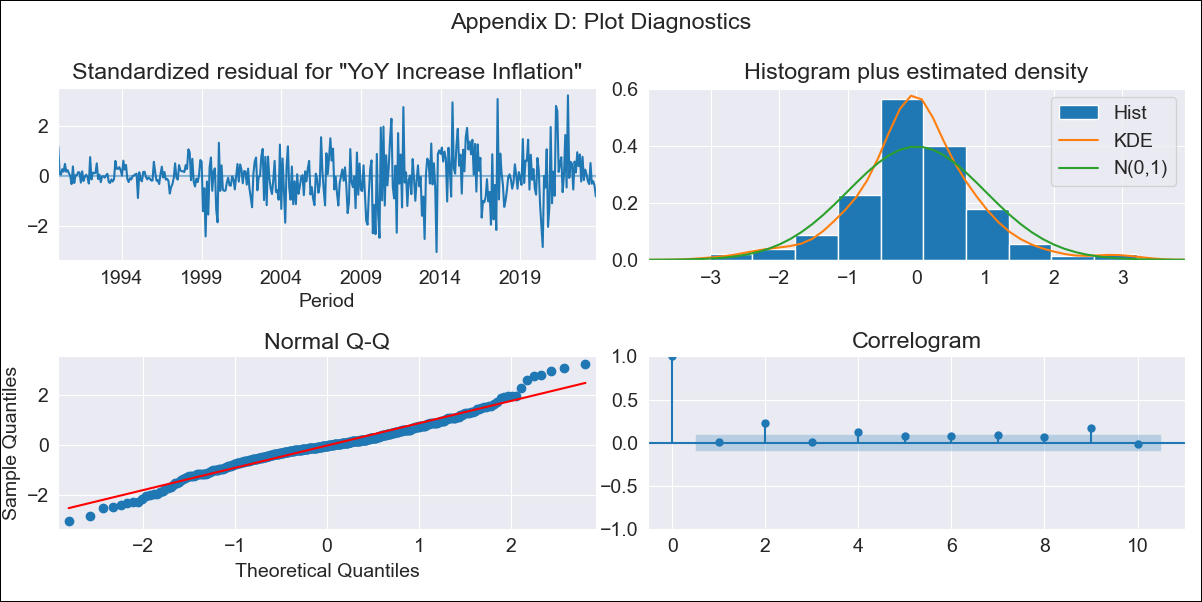 Appendix D: Plot Diagnostics
Standardized residual for "YoY Increase Inflation"
2
0
−2
1994 1999 2004 2009 2014 2019
Period
Histogram plus estimated density
0.6
0.4
0.2
0.0
−3 −2 −1 0 1 2 3
Hist
KDE
N(0,1)
Normal Q-Q
Sample Quantiles
2
0
−2
−2 −1 0 1 2
Theoretical Quantiles
Correlogram
1.0
0.5
0.0
−0.5
−1.0
0 2 4 6 8 10